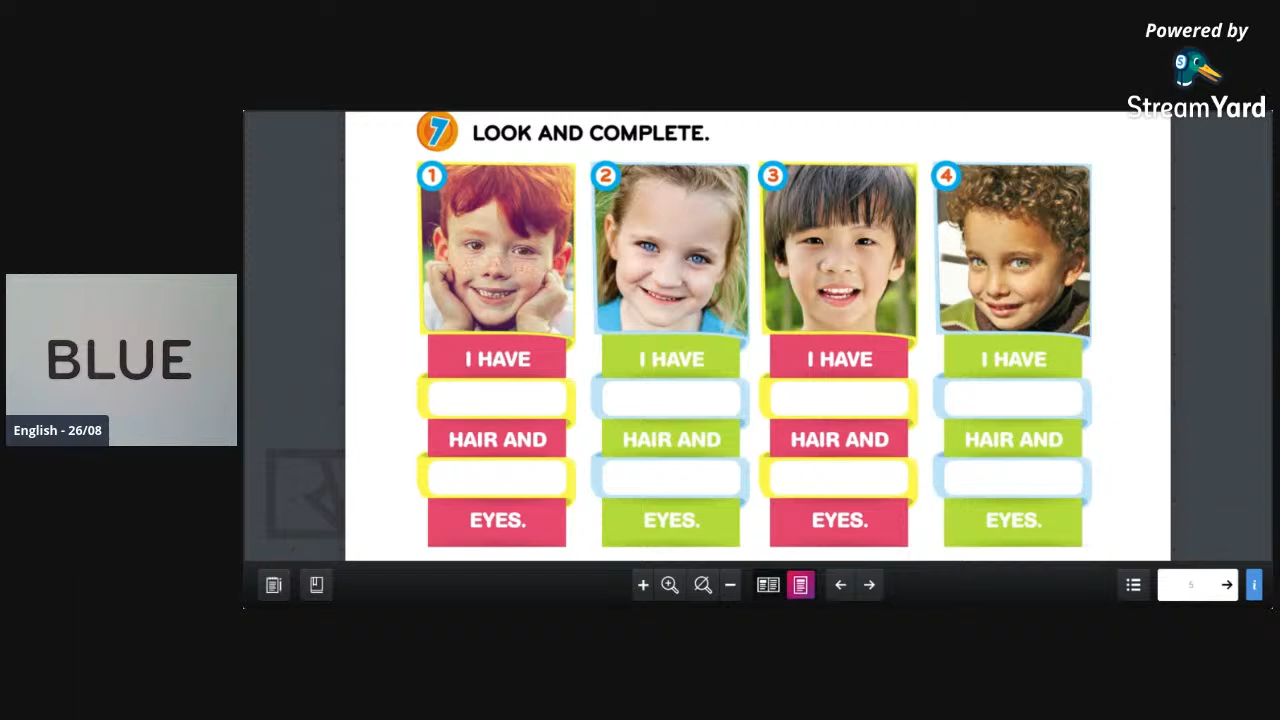 Powered by
StreamYard
7 LOOK AND COMPLETE.
1
2
3
4
I HAVE
HAIR AND
EYES.
I HAVE
HAIR AND
EYES.
I HAVE
HAIR AND
EYES.
I HAVE
HAIR AND
EYES.
BLUE
English - 26/08
5